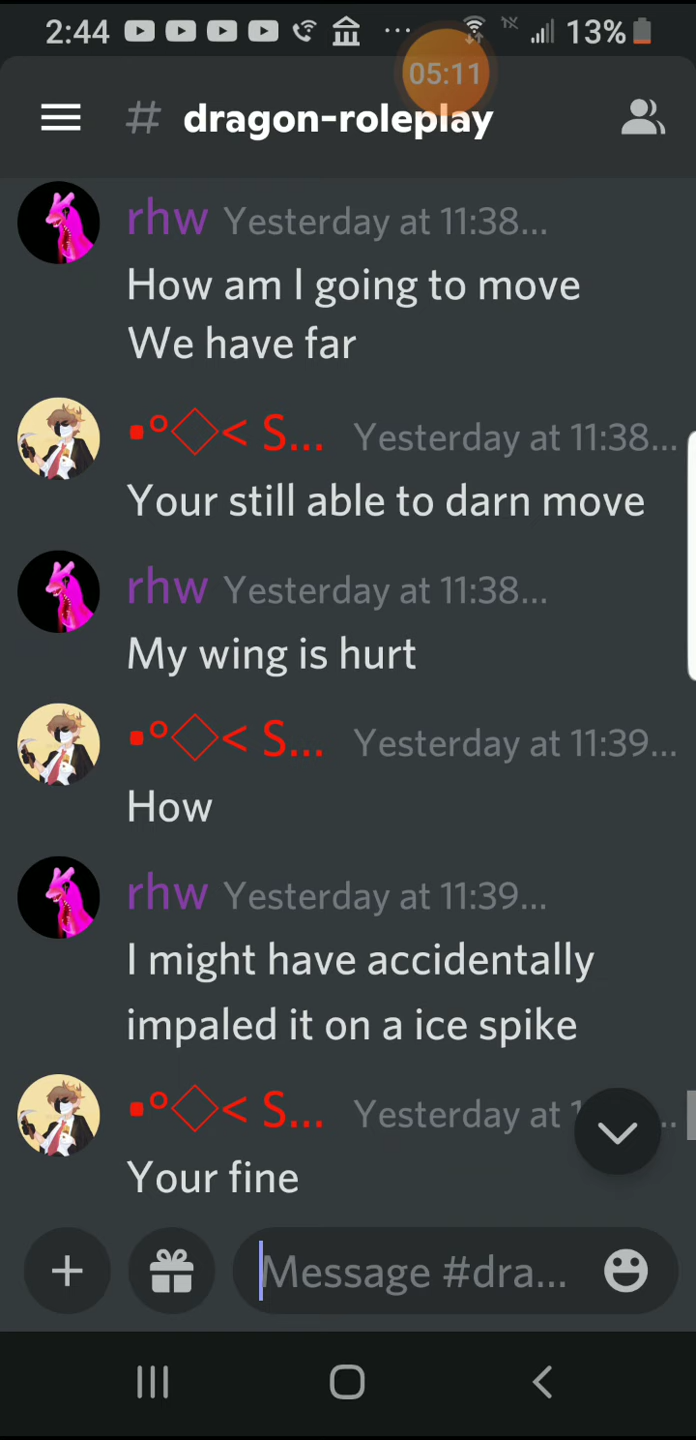 2:44 ... 13%
05:11
# dragon-roleplay
rhw Yesterday at 11:38...
How am I going to move
We have far
▪°◇< S... Yesterday at 11:38...
Your still able to darn move
rhw Yesterday at 11:38...
My wing is hurt
▪°◇< S... Yesterday at 11:39...
How
rhw Yesterday at 11:39...
I might have accidentally
impaled it on a ice spike
▪°◇< S... Yesterday at
Your fine
Message #dra...